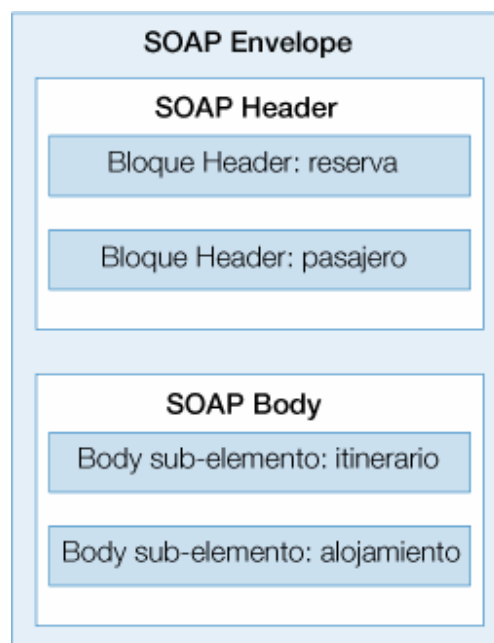 SOAP Envelope
SOAP Header
Bloque Header: reserva
Bloque Header: pasajero
SOAP Body
Body sub-elemento: itinerario
Body sub-elemento: alojamiento